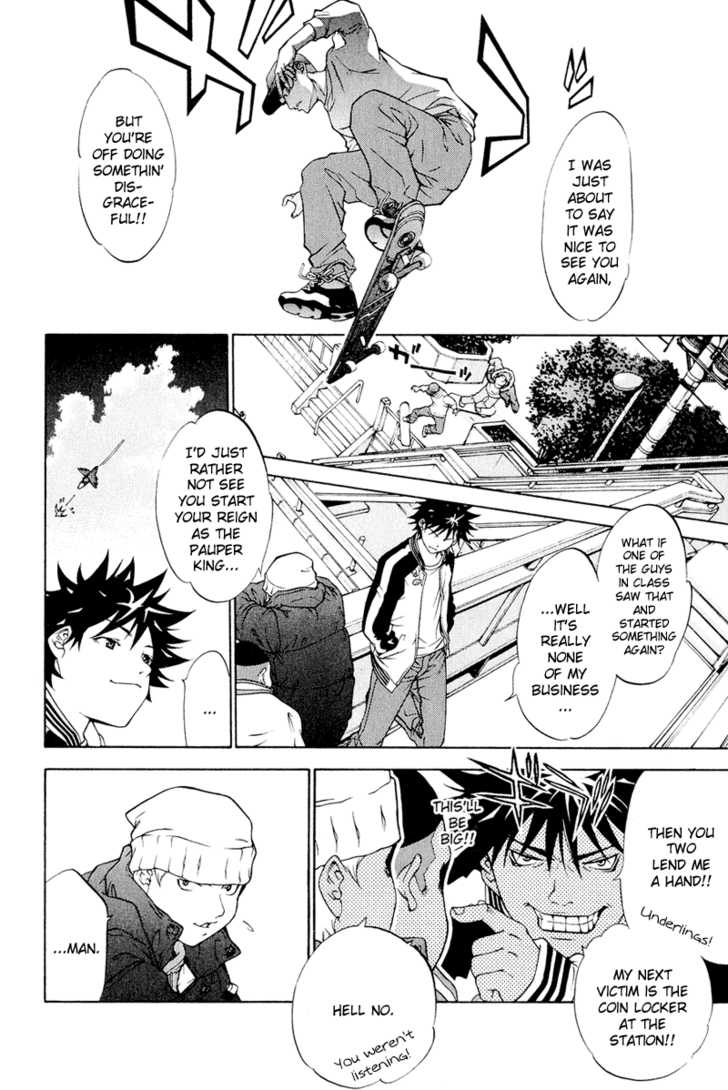 I WAS
JUST
ABOUT
TO SAY
IT WAS
NICE TO
SEE YOU
AGAIN,
BUT
YOU'RE
OFF DOING
SOMETHIN'
DIS-
GRACE-
FUL!!
WHAT IF
ONE OF
THE GUYS
IN CLASS
SAW THAT
AND
STARTED
SOMETHING
AGAIN?
...WELL
IT'S
REALLY
NONE
OF MY
BUSINESS
...
I'D JUST
RATHER
NOT SEE
YOU START
YOUR REIGN
AS THE
PAUPER
KING...
...
THEN YOU
TWO
LEND ME
A HAND!!
Underlings!
MY NEXT
VICTIM IS THE
COIN LOCKER
AT THE
STATION!!
THIS'LL
BE
BIG!!
HELL NO.
You weren't
listening!
...MAN.